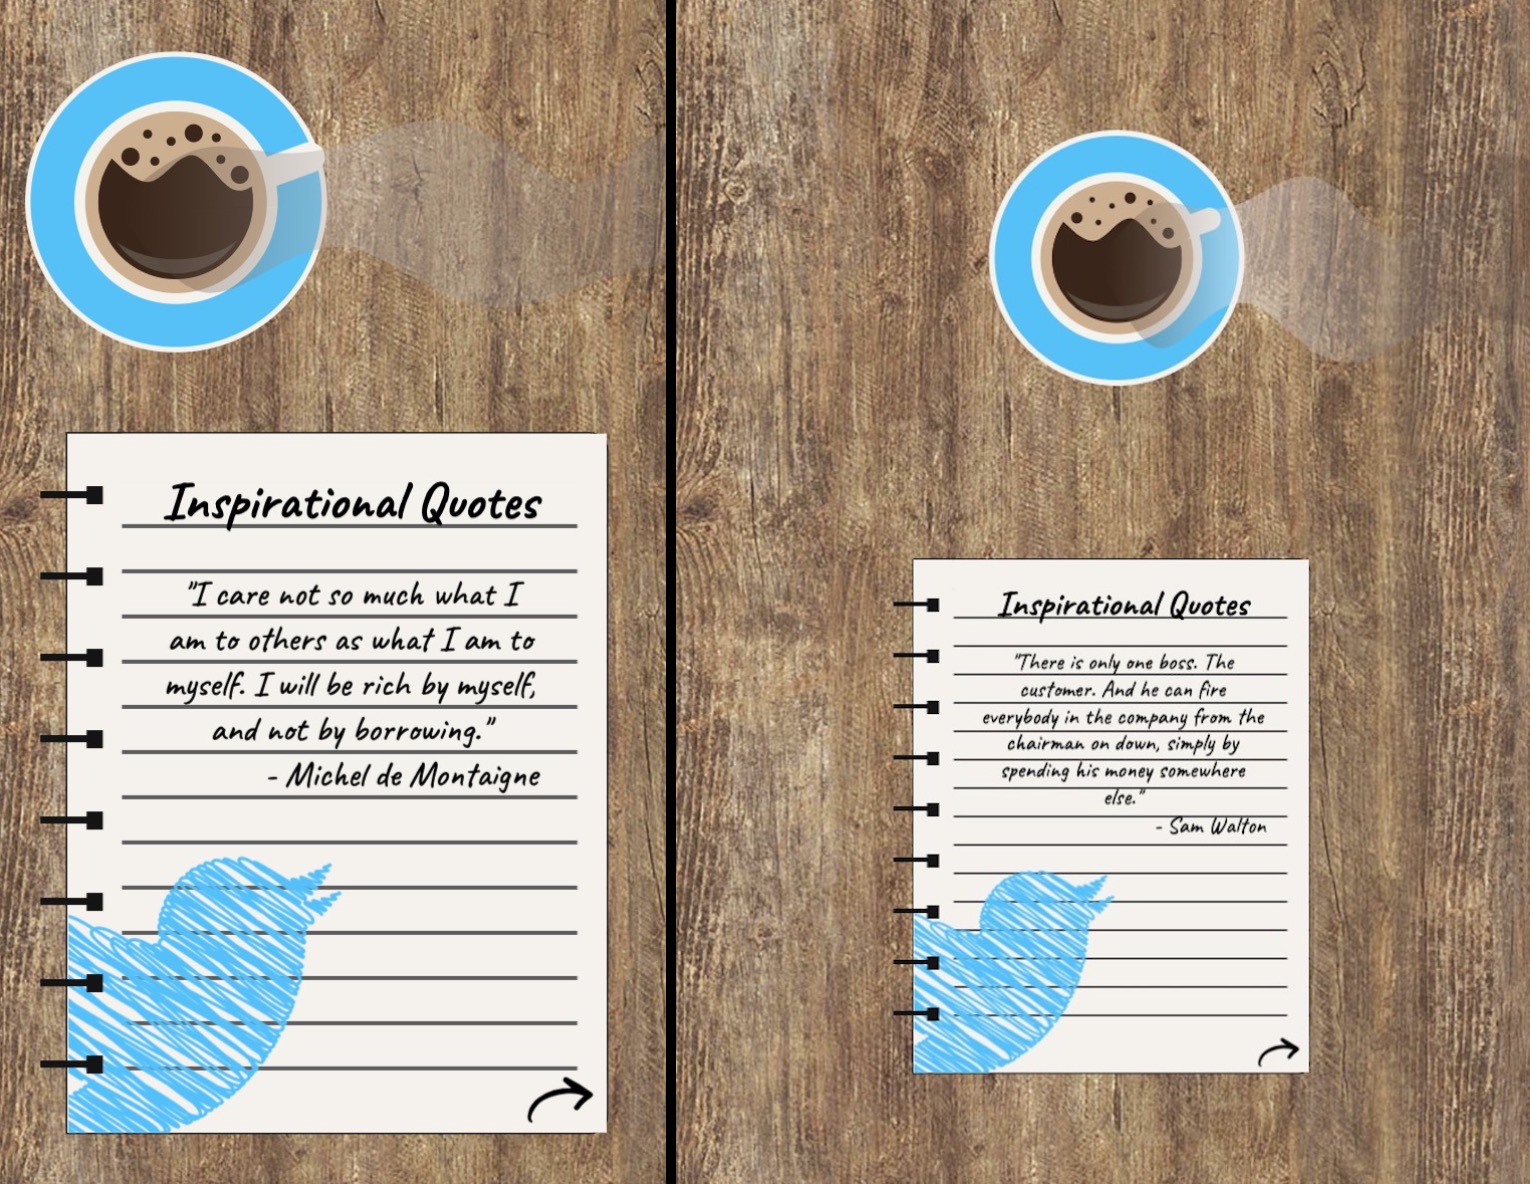 Inspirational Quotes
"I care not so much what I
am to others as what I am to
myself. I will be rich by myself,
and not by borrowing."
- Michel de Montaigne
Inspirational Quotes
"There is only one boss. The
customer. And he can fire
everybody in the company from the
chairman on down, simply by
spending his money somewhere
else."
- Sam Walton